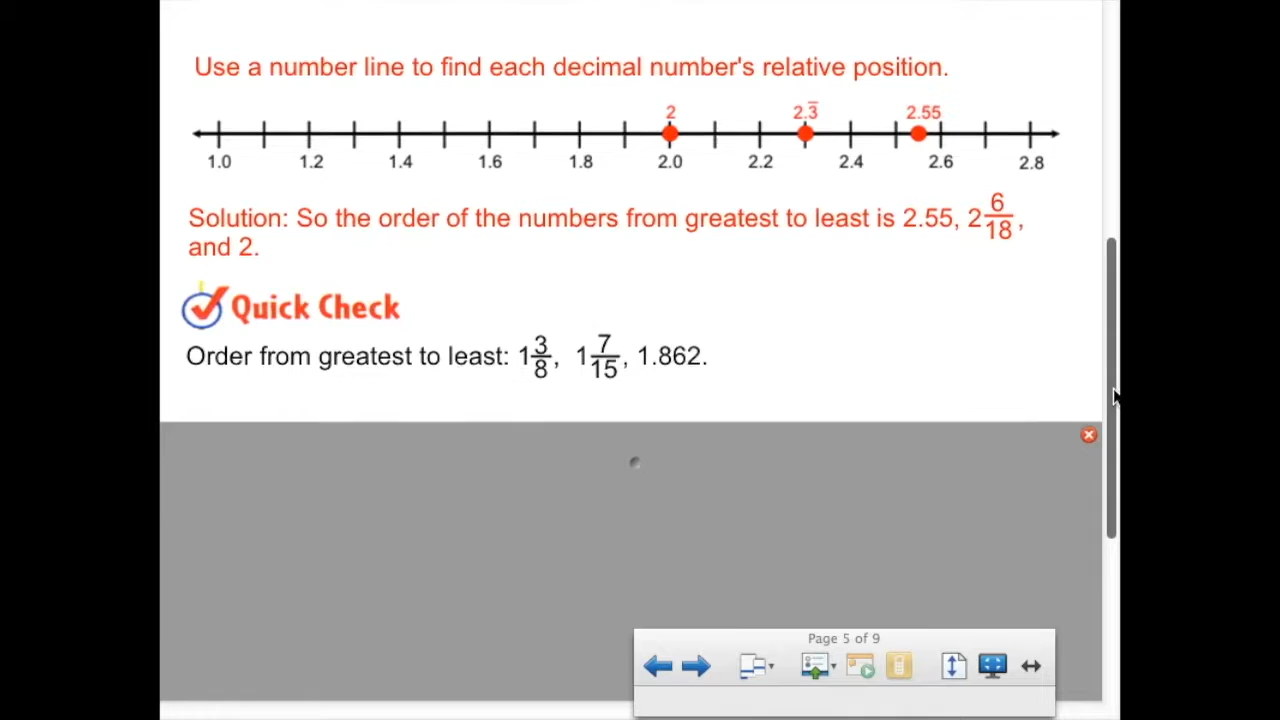 Use a number line to find each decimal number's relative position.
2 2.3̅ 2.55
1.0 1.2 1.4 1.6 1.8 2.0 2.2 2.4 2.6 2.8
Solution: So the order of the numbers from greatest to least is 2.55, 2 6/18,
and 2.
Quick Check
Order from greatest to least: 1 3/8, 1 7/15, 1.862.
Page 5 of 9